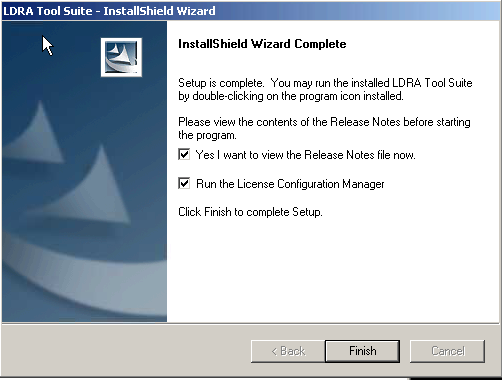 LDRA Tool Suite - InstallShield Wizard
InstallShield Wizard Complete
Setup is complete. You may run the installed LDRA Tool Suite
by double-clicking on the program icon installed.
Please view the contents of the Release Notes before starting
the program.
Yes I want to view the Release Notes file now.
Run the License Configuration Manager
Click Finish to complete Setup.
< Back
Finish
Cancel